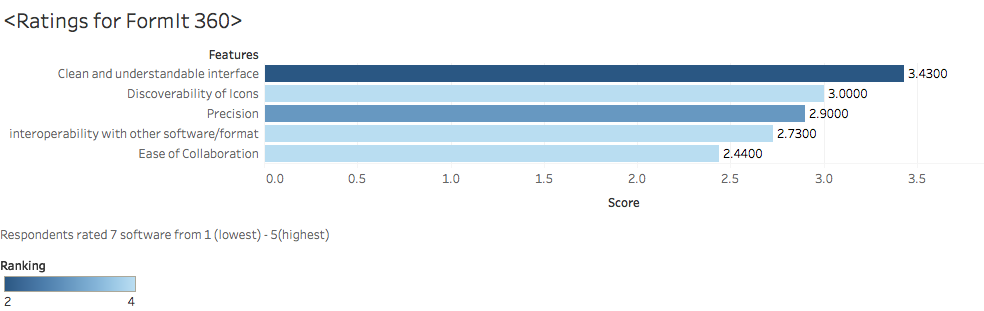 <Ratings for FormIt 360>
Features
Clean and understandable interface 3.4300
Discoverability of Icons 3.0000
Precision 2.9000
interoperability with other software/format 2.7300
Ease of Collaboration 2.4400
0.0 0.5 1.0 1.5 2.0 2.5 3.0 3.5
Score
Respondents rated 7 software from 1 (lowest) - 5(highest)
Ranking
2 4